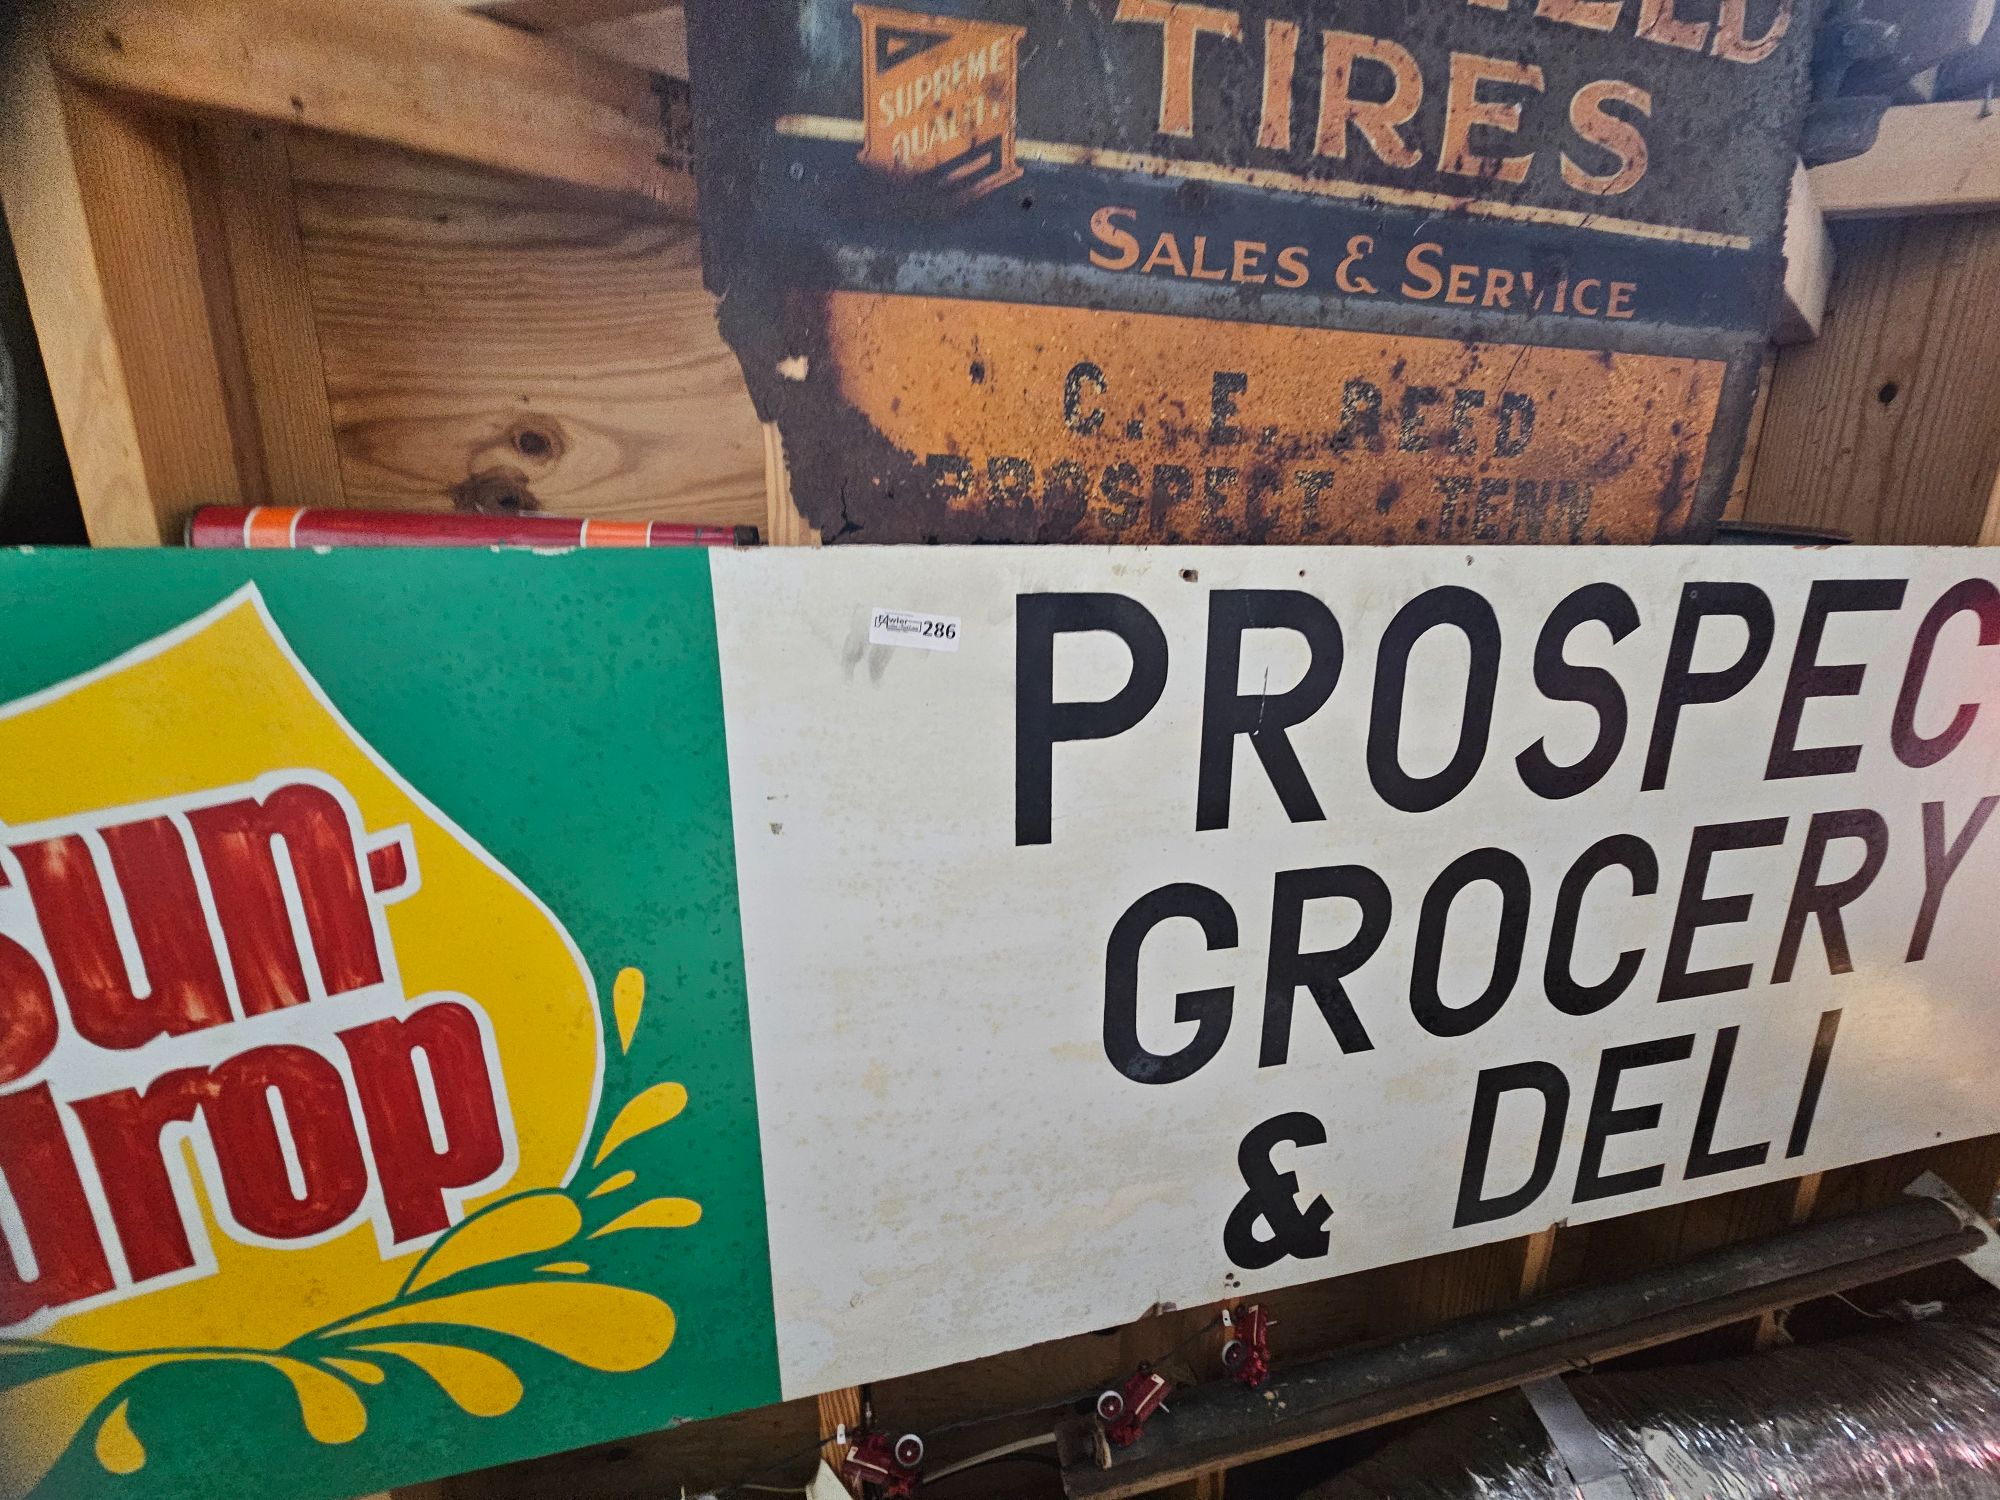 TIRES
SUPREME
QUALITY
SALES & SERVICE
C. E. REED
PROSPECT · TENN.
286
PROSPEC
GROCERY
& DELI
Sun-
drop